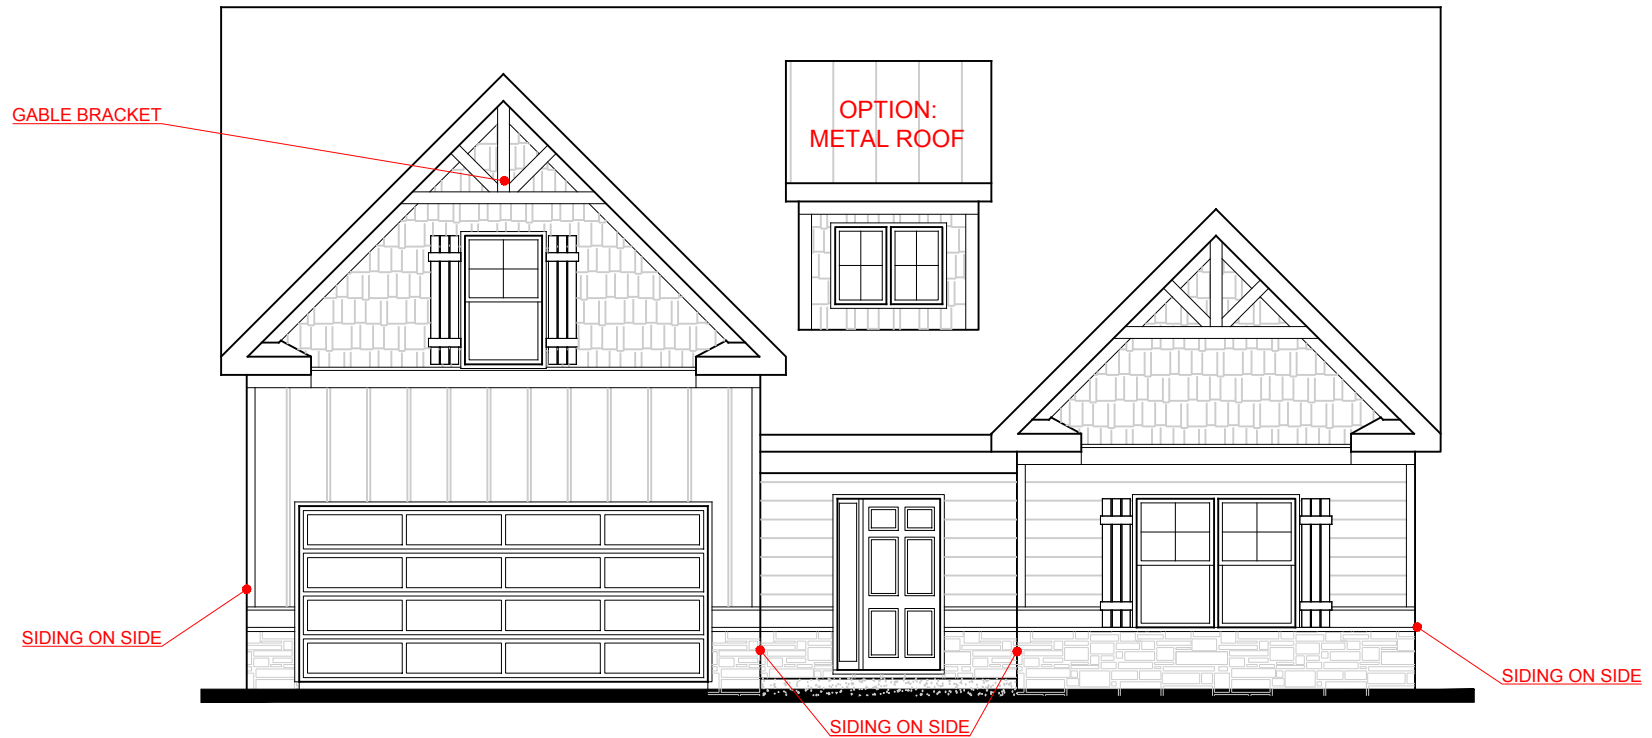 GABLE BRACKET
OPTION:
METAL ROOF
SIDING ON SIDE
SIDING ON SIDE
SIDING ON SIDE